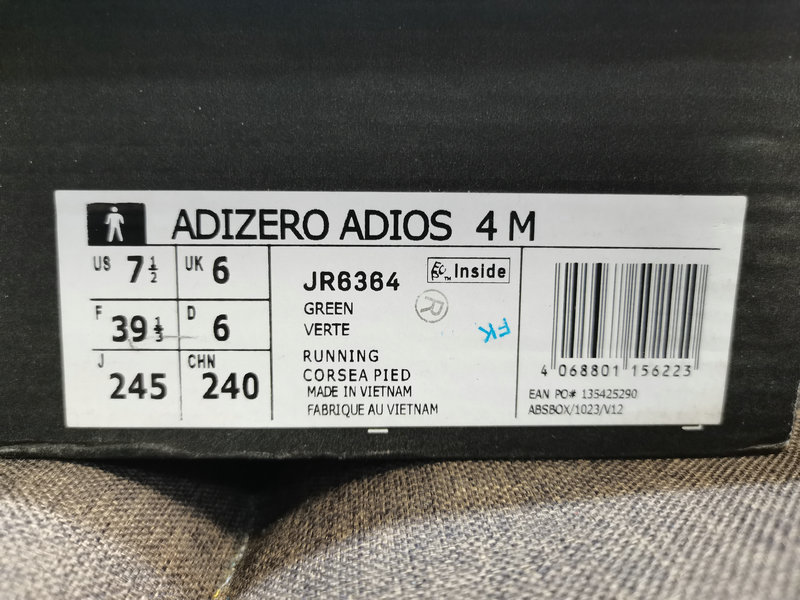 ADIZERO ADIOS 4 M
US 7 1/2 UK 6
F 39 1/3 D 6
J 245 CHN 240
JR6364
Inside
GREEN
VERTE
R
FK
RUNNING
CORSEA PIED
MADE IN VIETNAM
FABRIQUE AU VIETNAM
4 068801 156223
EAN PO# 135425290
ABSBOX/1023/V12